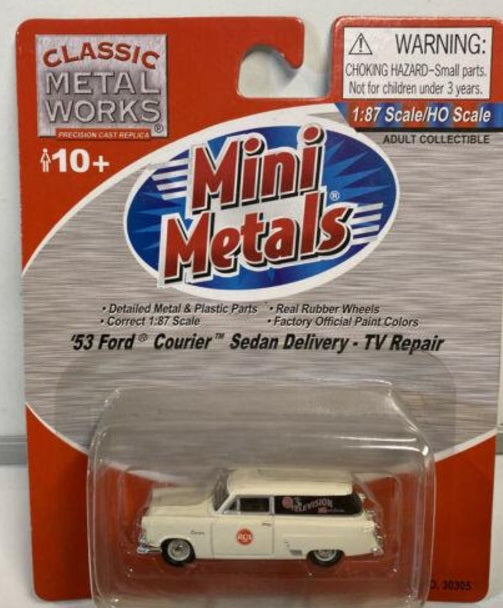 CLASSIC
METAL
WORKS®
PRECISION CAST REPLICA
10+
WARNING:
CHOKING HAZARD-Small parts.
Not for children under 3 years.
1:87 Scale/HO Scale
ADULT COLLECTIBLE
Mini
Metals®
• Detailed Metal & Plastic Parts • Real Rubber Wheels
• Correct 1:87 Scale • Factory Official Paint Colors
'53 Ford® Courier™ Sedan Delivery - TV Repair
TELEVISION
RCA
O. 30305